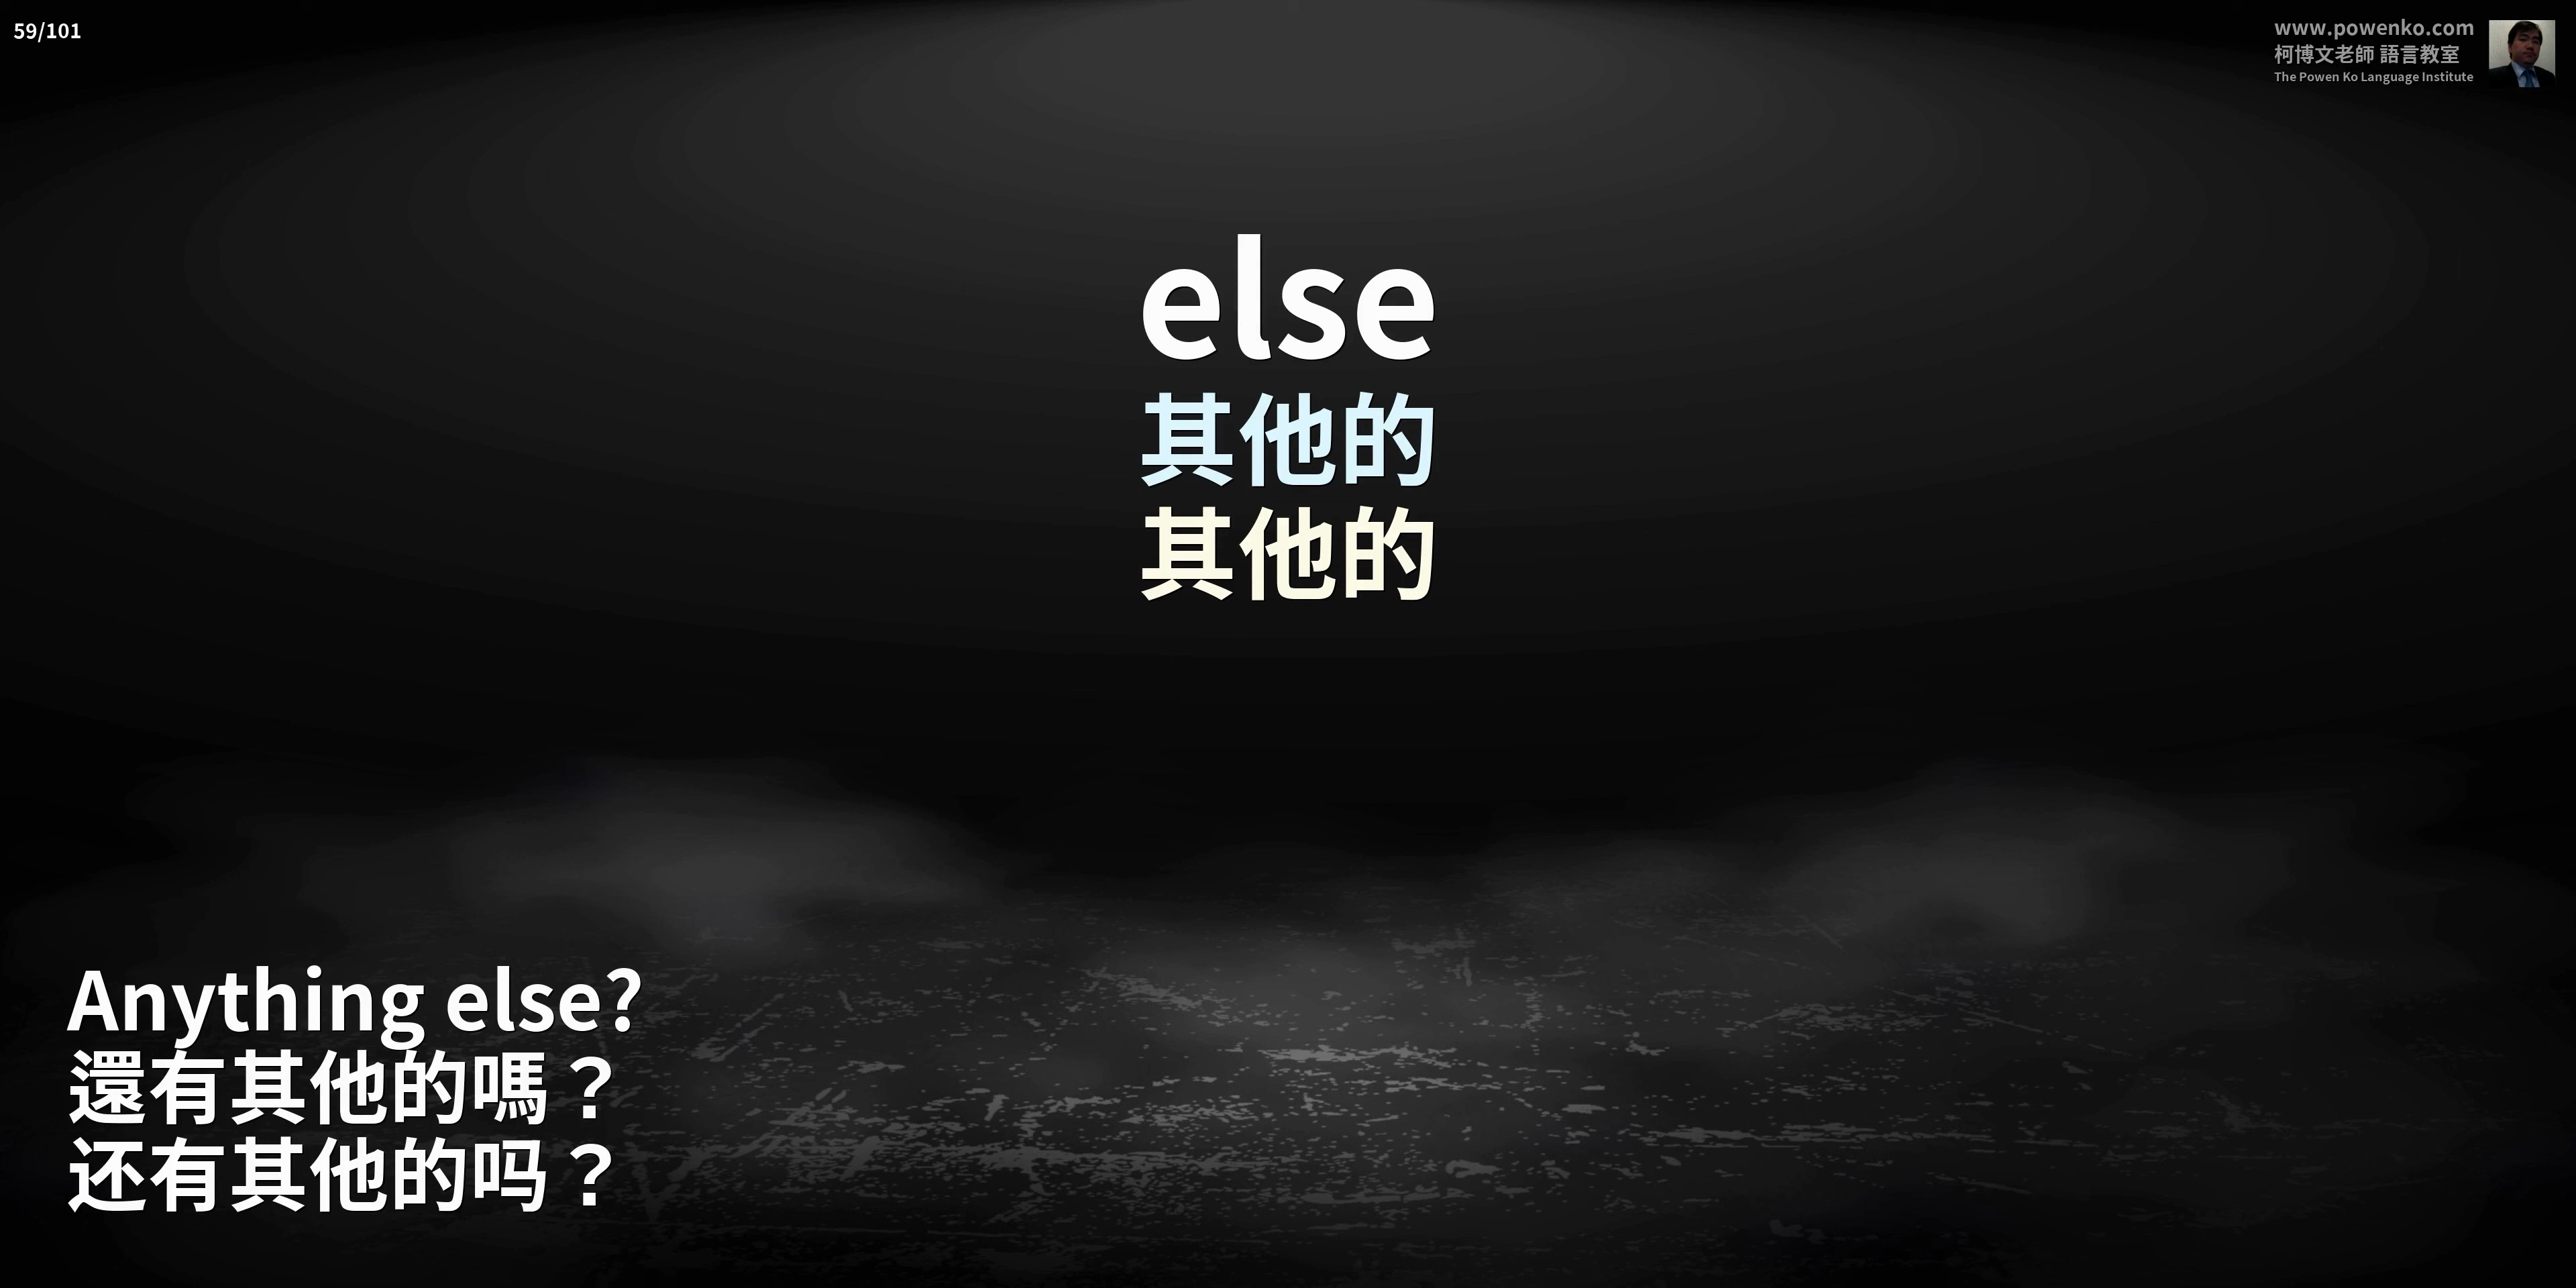 59/101
www.powenko.com
柯博文老師 語言教室
The Powen Ko Language Institute
else
其他的
其他的
Anything else?
還有其他的嗎？
还有其他的吗？